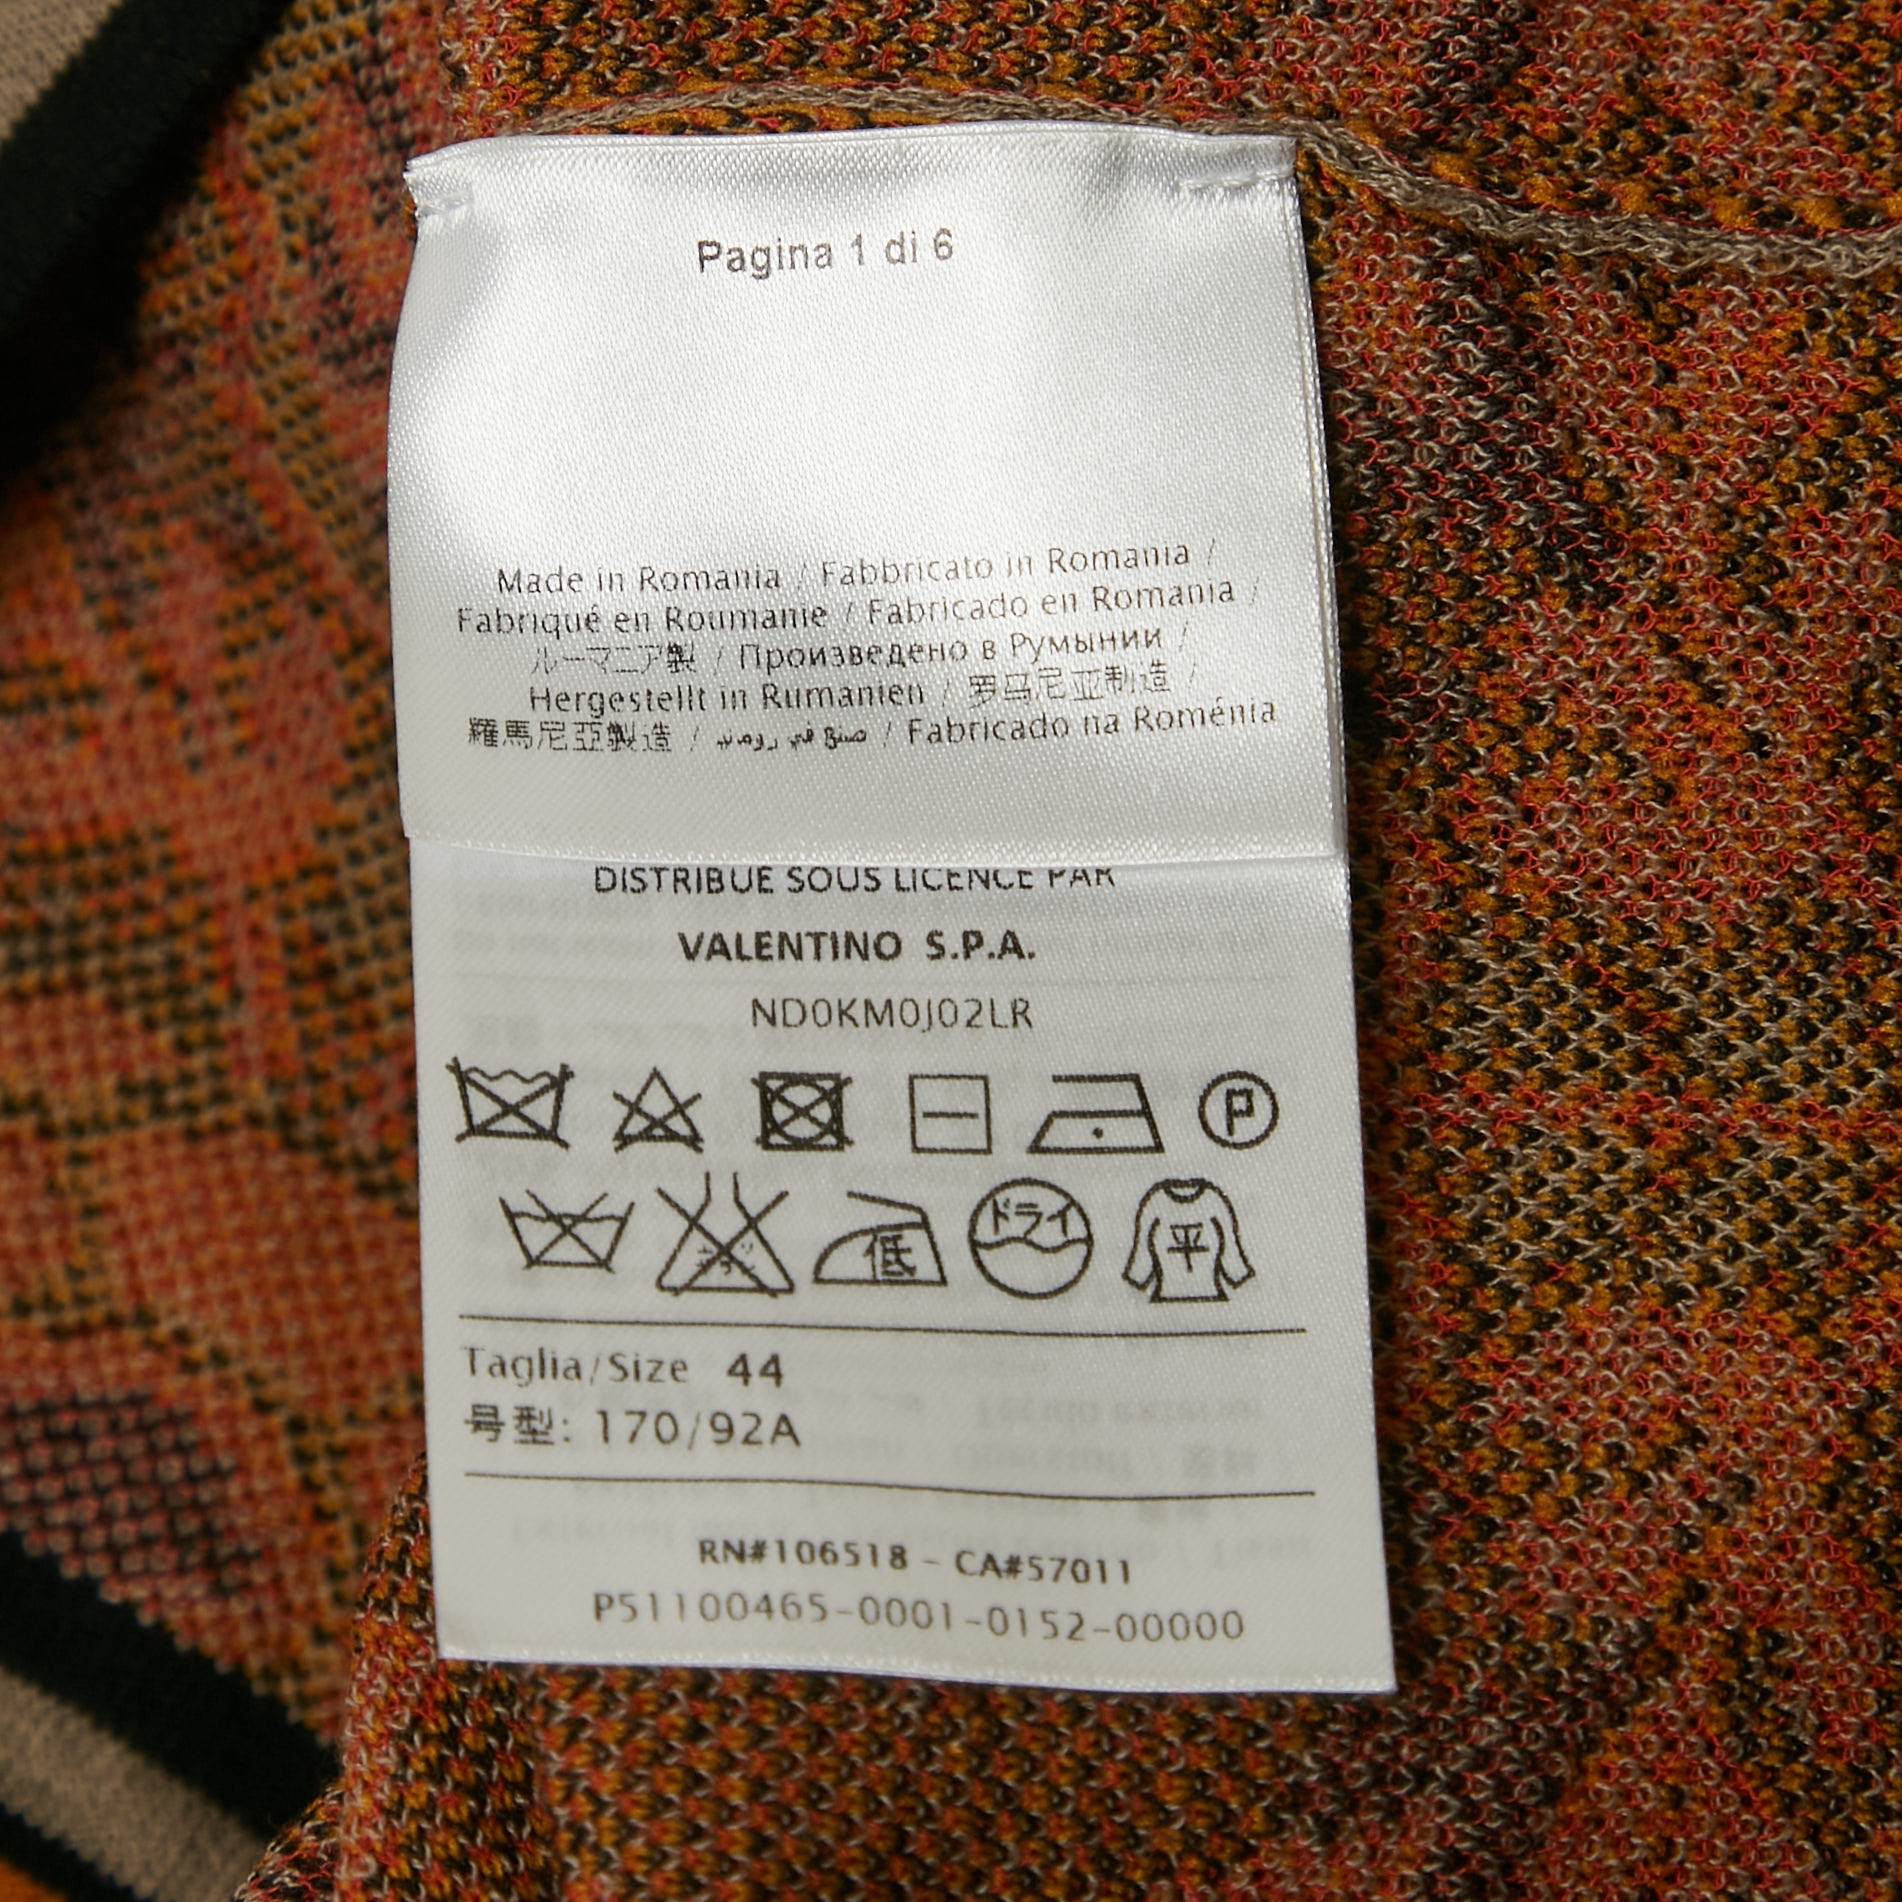 Pagina 1 di 6
Made in Romania / Fabbricato in Romania /
Fabriqué en Roumanie / Fabricado en Romania /
ルーマニア製 / Произведено в Румынии /
Hergestellt in Rumanien / 罗马尼亚制造 /
羅馬尼亞製造 / صنع في / Fabricado na Roménia
DISTRIBUE SOUS LICENCE PAR
VALENTINO S.P.A.
ND0KM0J02LR
P
低 ドライ 平
Taglia/Size 44
号型: 170/92A
RN#106518 - CA#57011
P51100465-0001-0152-00000